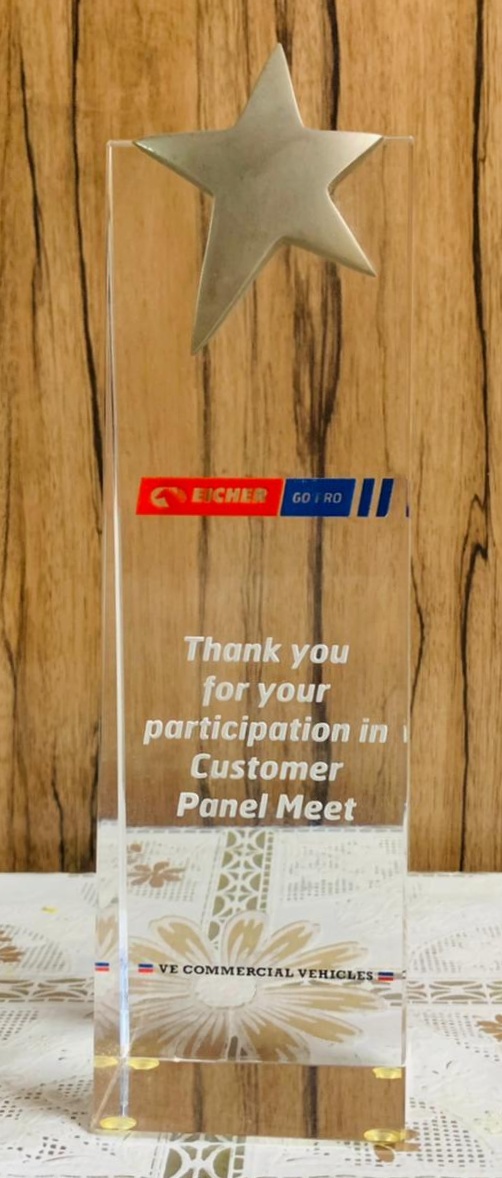 EICHER GO PRO
Thank you
for your
participation in
Customer
Panel Meet
VE COMMERCIAL VEHICLES